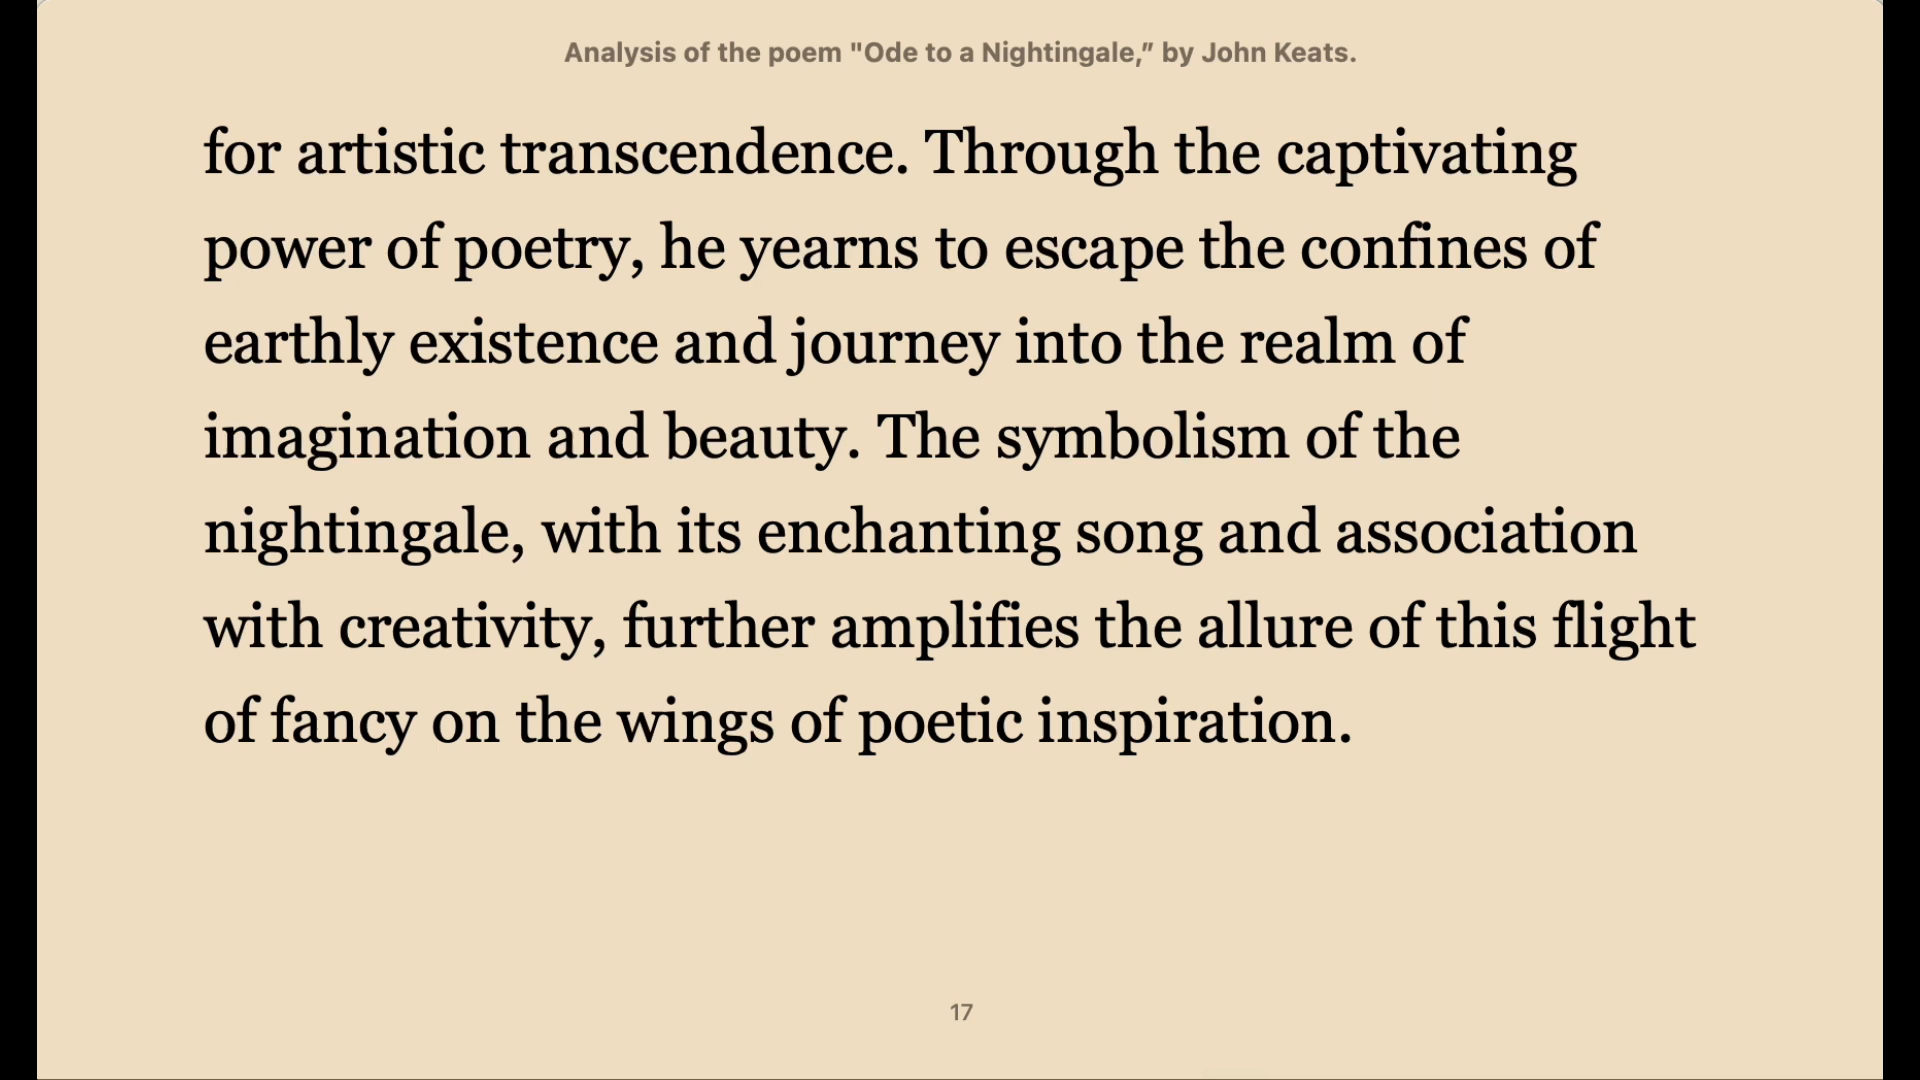 Analysis of the poem "Ode to a Nightingale,” by John Keats.
for artistic transcendence. Through the captivating
power of poetry, he yearns to escape the confines of
earthly existence and journey into the realm of
imagination and beauty. The symbolism of the
nightingale, with its enchanting song and association
with creativity, further amplifies the allure of this flight
of fancy on the wings of poetic inspiration.
17